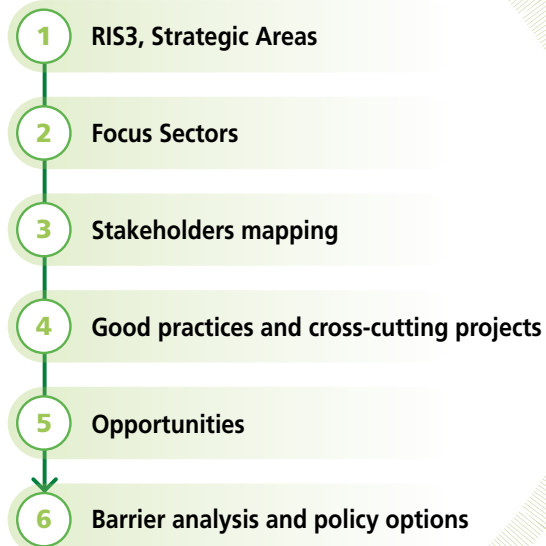 1 RIS3, Strategic Areas
2 Focus Sectors
3 Stakeholders mapping
4 Good practices and cross-cutting projects
5 Opportunities
6 Barrier analysis and policy options